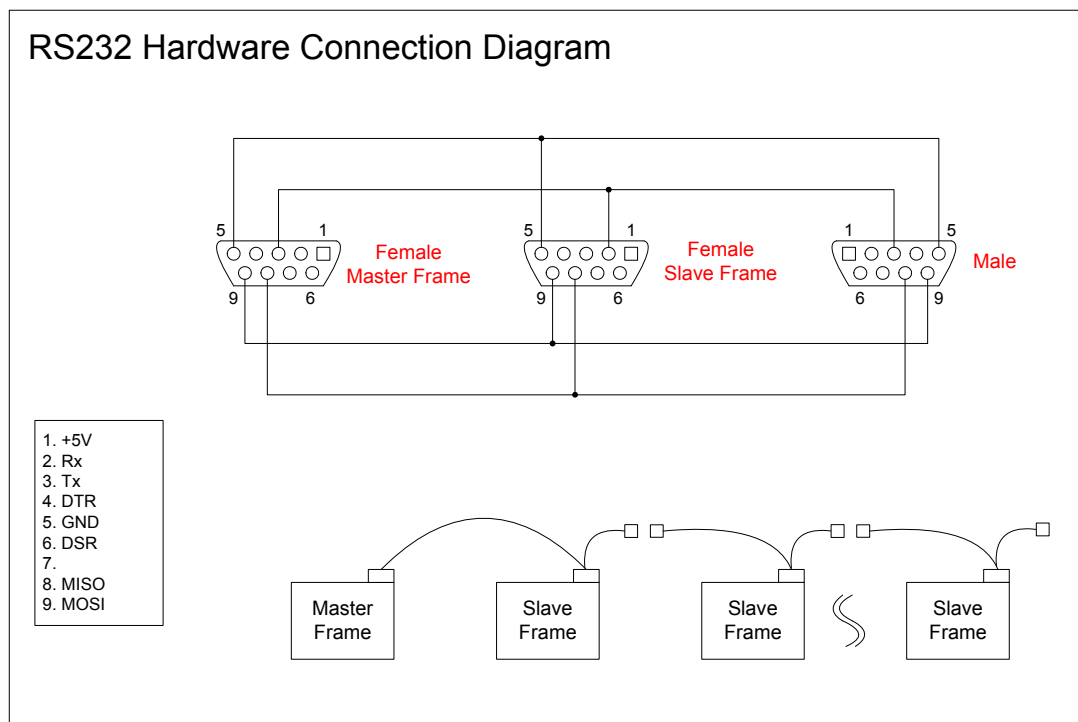 RS232 Hardware Connection Diagram
5
1
5
1
1
5
Female
Master Frame
Female
Slave Frame
Male
9
6
9
6
6
9
1. +5V
2. Rx
3. Tx
4. DTR
5. GND
6. DSR
7.
8. MISO
9. MOSI
Master
Frame
Slave
Frame
Slave
Frame
Slave
Frame